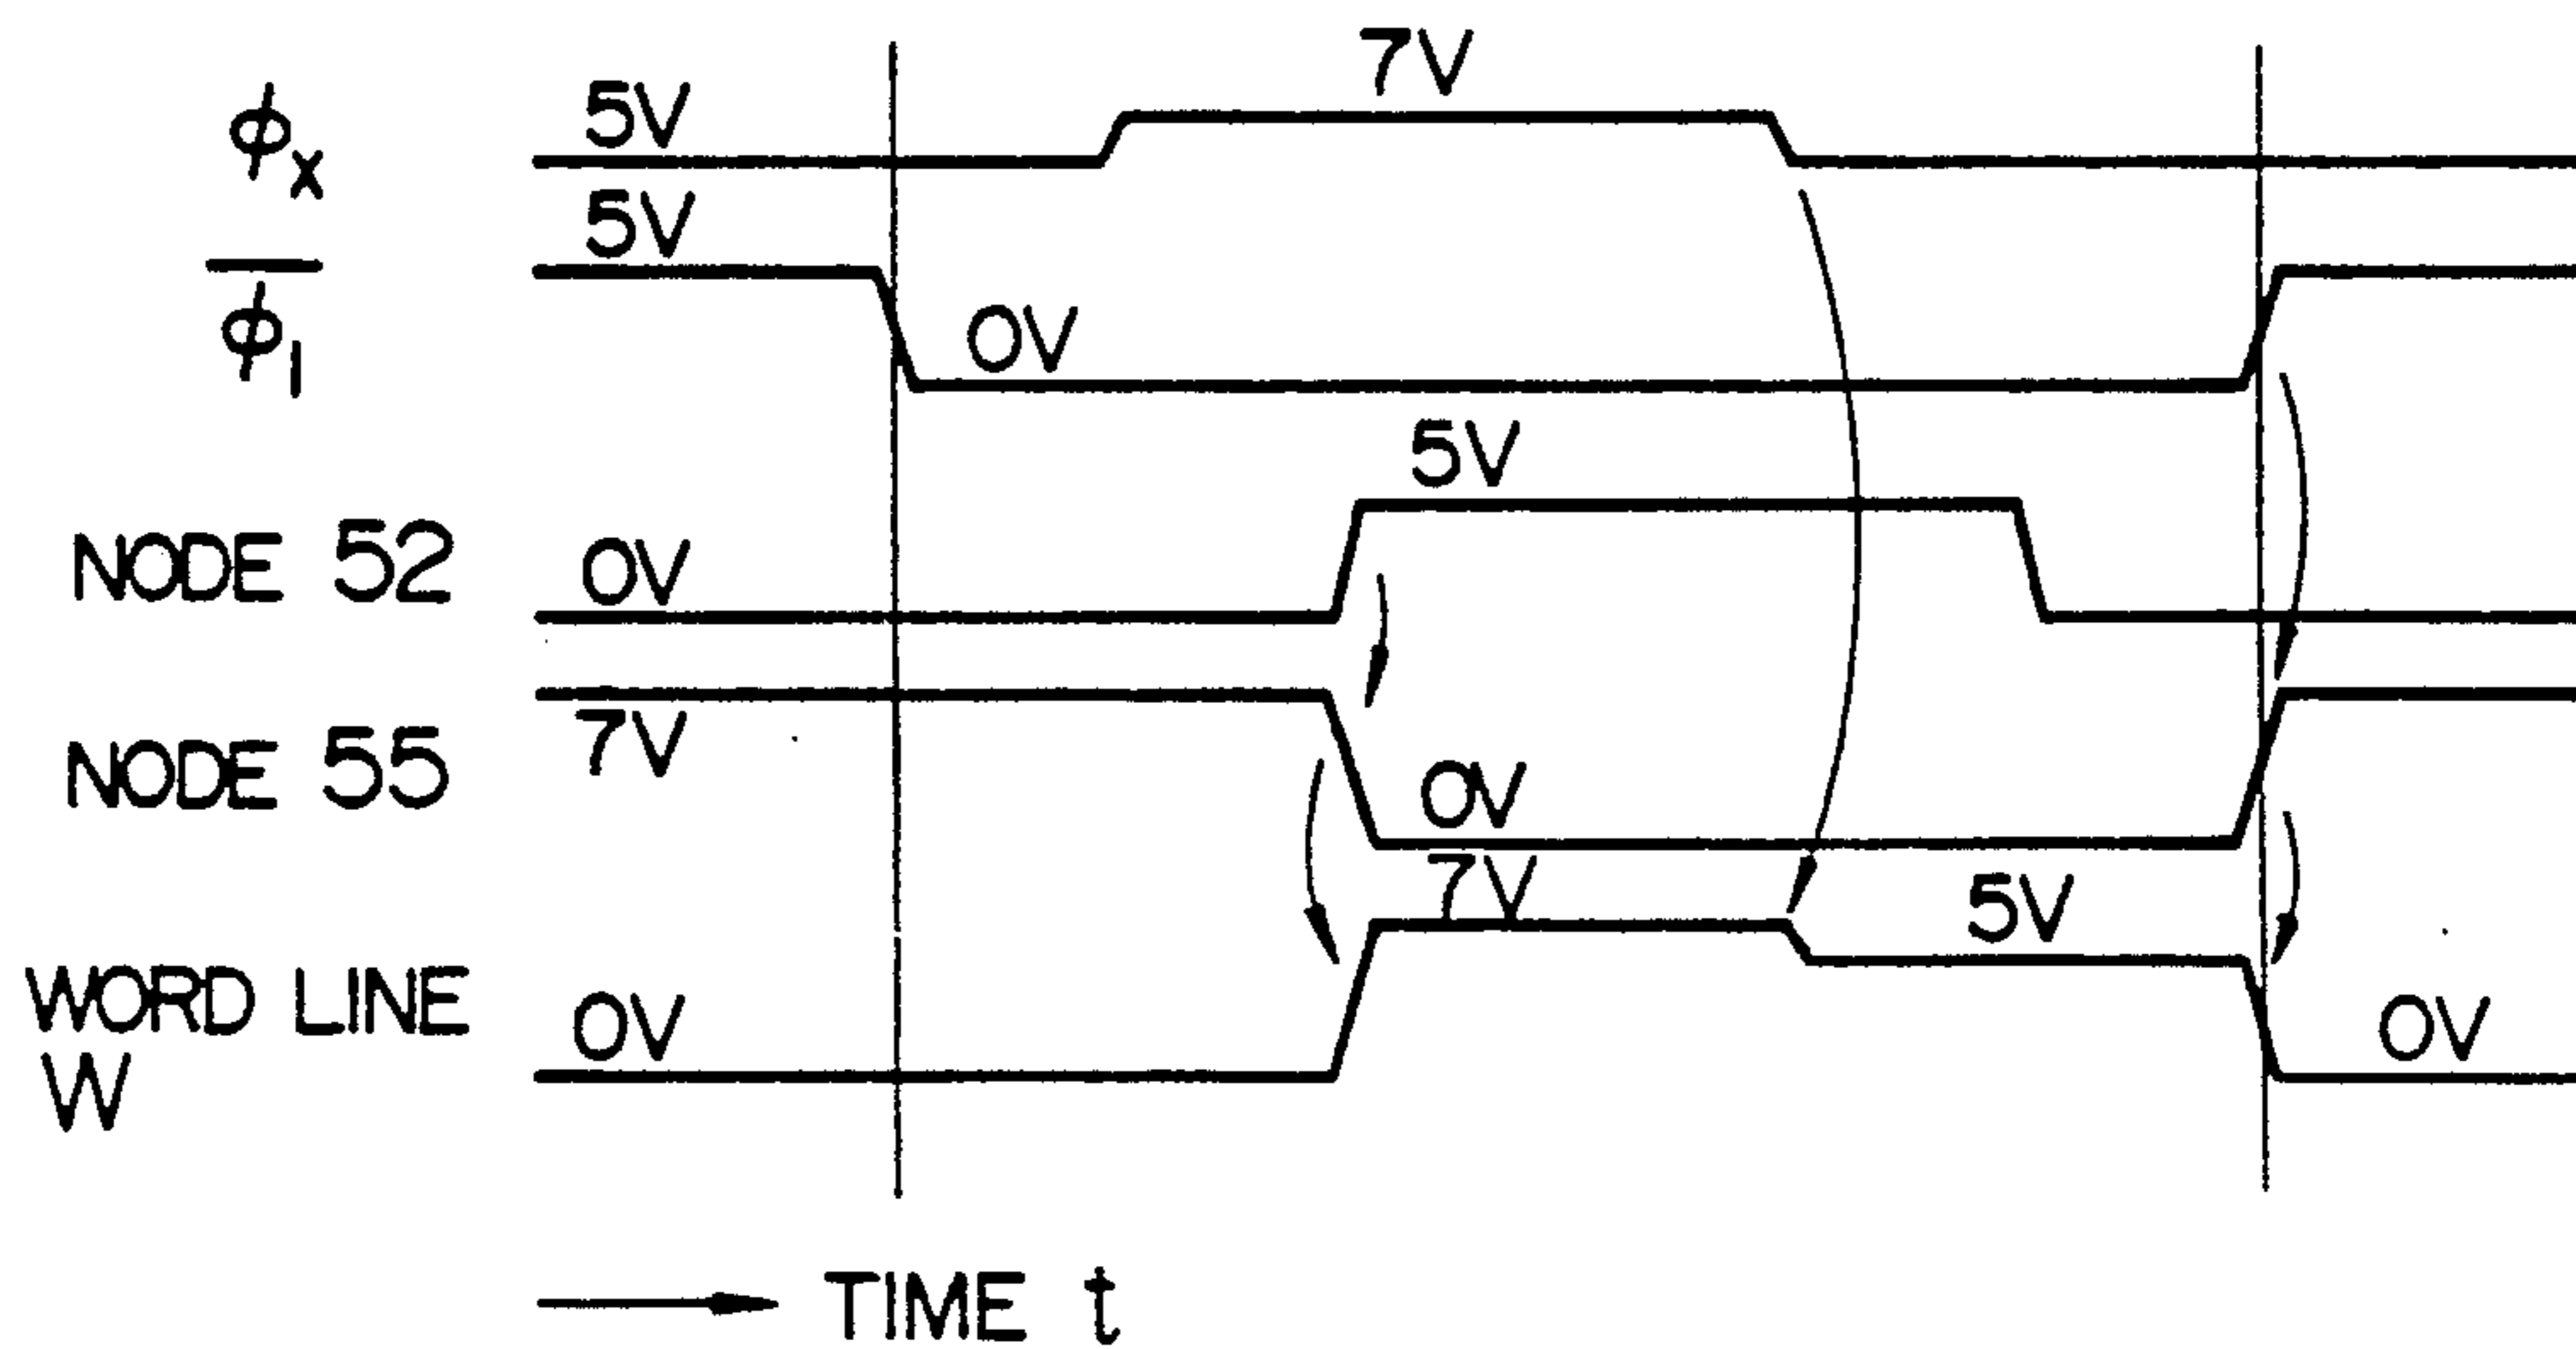 7V
ϕx 5V
5V
ϕ̅1 0V
5V
NODE 52 0V
NODE 55 7V
0V
7V
5V
WORD LINE W 0V 0V
TIME t